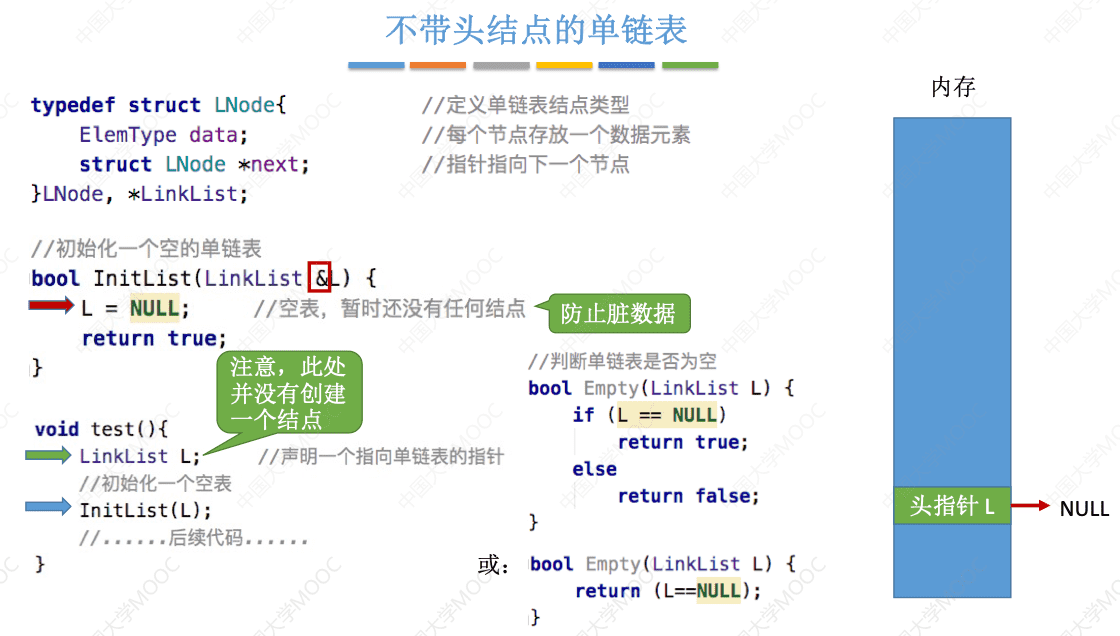 不带头结点的单链表
typedef struct LNode{ //定义单链表结点类型
ElemType data; //每个节点存放一个数据元素
struct LNode *next; //指针指向下一个节点
}LNode, *LinkList;
//初始化一个空的单链表
bool InitList(LinkList &L) {
L = NULL; //空表，暂时还没有任何结点
防止脏数据
return true;
}
注意，此处
并没有创建
一个结点
void test(){
LinkList L; //声明一个指向单链表的指针
//初始化一个空表
InitList(L);
//......后续代码......
}
//判断单链表是否为空
bool Empty(LinkList L) {
if (L == NULL)
return true;
else
return false;
}
或：
bool Empty(LinkList L) {
return (L==NULL);
}
内存
头指针 L
NULL
中国大学MOOC